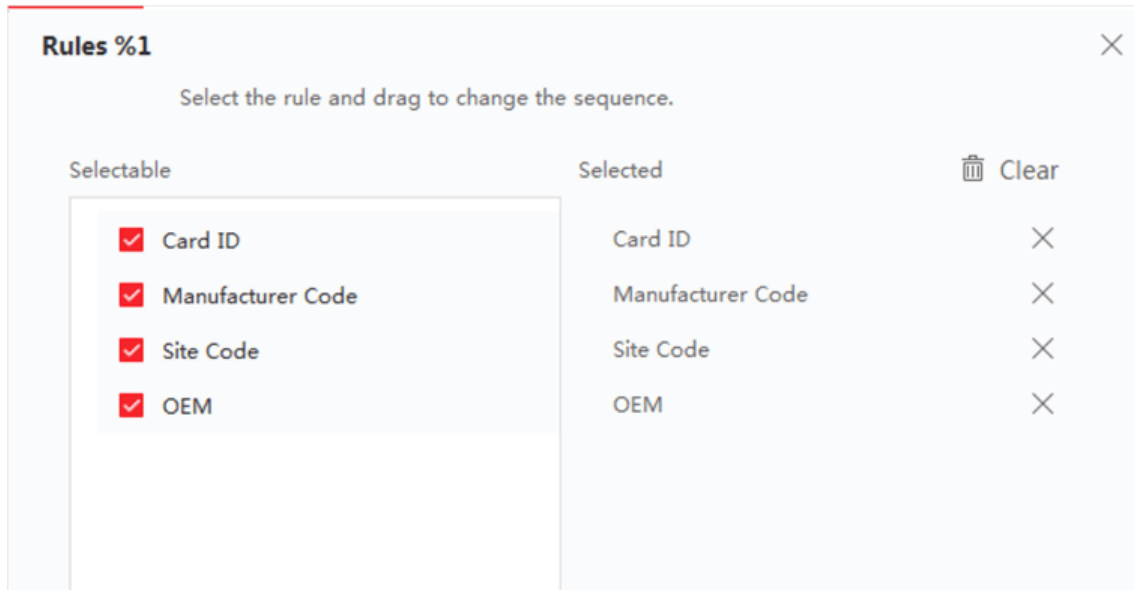 Rules %1
Select the rule and drag to change the sequence.
Selectable
Selected
Clear
Card ID
Manufacturer Code
Site Code
OEM
Card ID
Manufacturer Code
Site Code
OEM